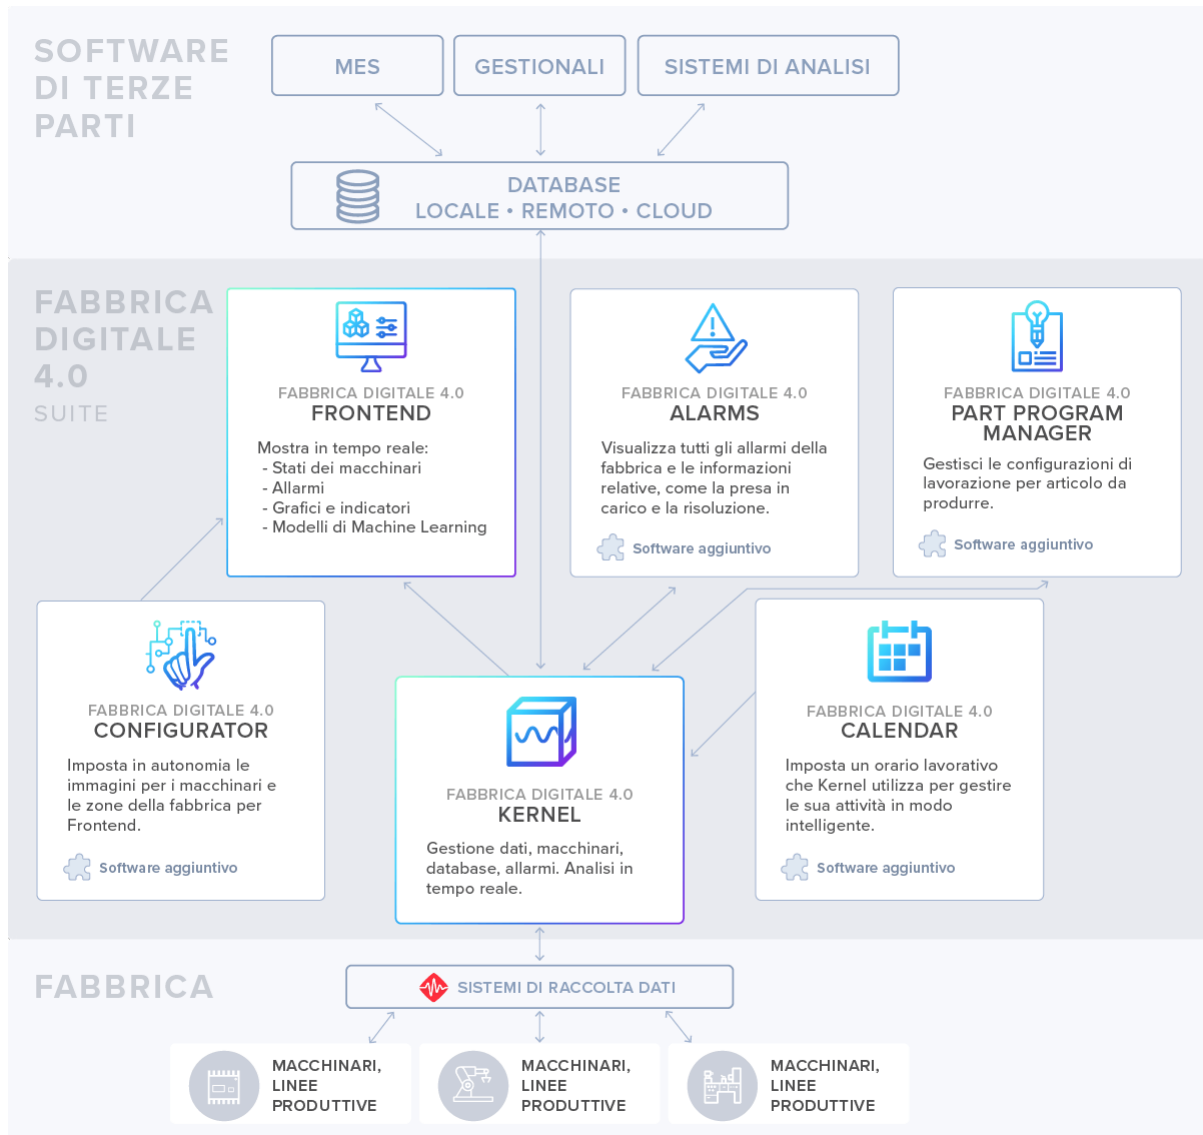 SOFTWARE
DI TERZE
PARTI
MES
GESTIONALI
SISTEMI DI ANALISI
DATABASE
LOCALE • REMOTO • CLOUD
FABBRICA
DIGITALE
4.0
SUITE
FABBRICA DIGITALE 4.0
FRONTEND
Mostra in tempo reale:
- Stati dei macchinari
- Allarmi
- Grafici e indicatori
- Modelli di Machine Learning
FABBRICA DIGITALE 4.0
ALARMS
Visualizza tutti gli allarmi della
fabbrica e le informazioni
relative, come la presa in
carico e la risoluzione.
Software aggiuntivo
FABBRICA DIGITALE 4.0
PART PROGRAM
MANAGER
Gestisci le configurazioni di
lavorazione per articolo da
produrre.
Software aggiuntivo
FABBRICA DIGITALE 4.0
CONFIGURATOR
Imposta in autonomia le
immagini per i macchinari e
le zone della fabbrica per
Frontend.
Software aggiuntivo
FABBRICA DIGITALE 4.0
KERNEL
Gestione dati, macchinari,
database, allarmi. Analisi in
tempo reale.
FABBRICA DIGITALE 4.0
CALENDAR
Imposta un orario lavorativo
che Kernel utilizza per gestire
le sua attività in modo
intelligente.
Software aggiuntivo
FABBRICA
SISTEMI DI RACCOLTA DATI
MACCHINARI,
LINEE
PRODUTTIVE
MACCHINARI,
LINEE
PRODUTTIVE
MACCHINARI,
LINEE
PRODUTTIVE